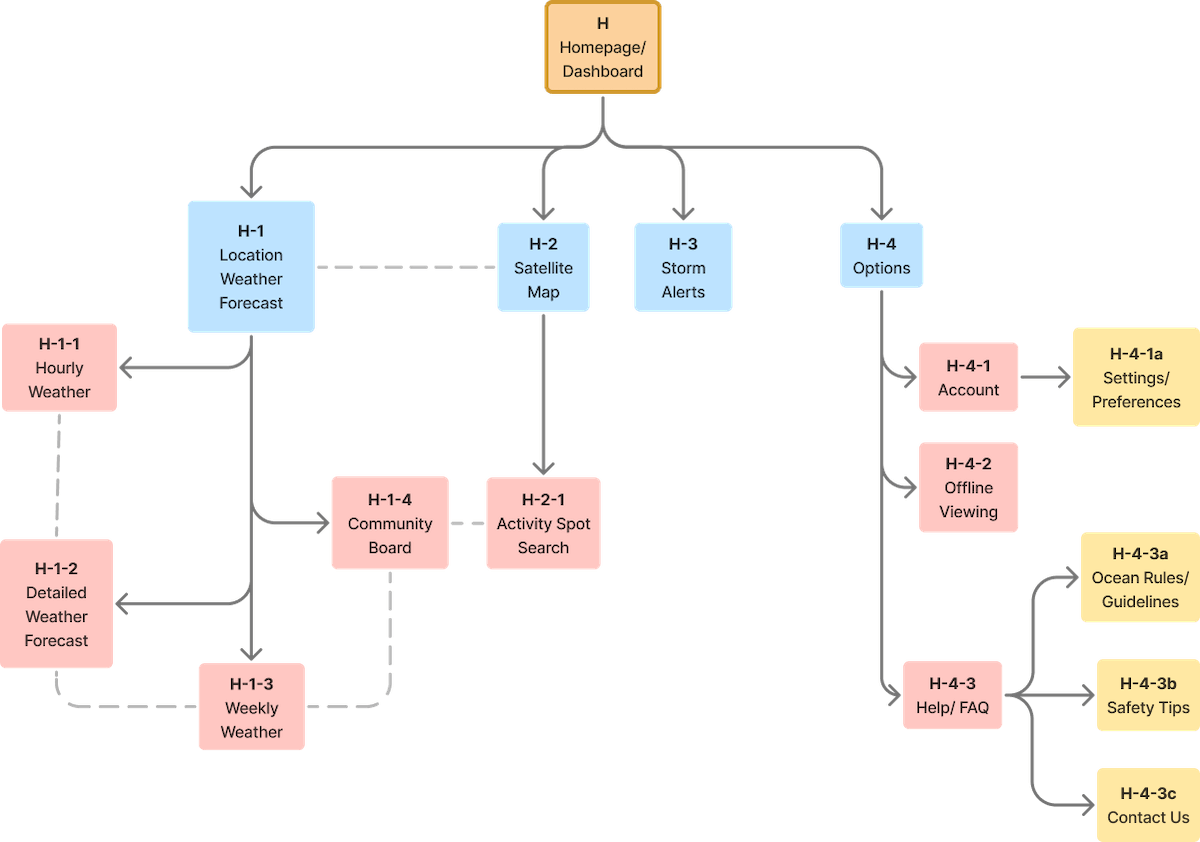 H
Homepage/
Dashboard
H-1
Location
Weather
Forecast
H-2
Satellite
Map
H-3
Storm
Alerts
H-4
Options
H-1-1
Hourly
Weather
H-4-1
Account
H-4-1a
Settings/
Preferences
H-4-2
Offline
Viewing
H-1-4
Community
Board
H-2-1
Activity Spot
Search
H-1-2
Detailed
Weather
Forecast
H-4-3a
Ocean Rules/
Guidelines
H-1-3
Weekly
Weather
H-4-3
Help/ FAQ
H-4-3b
Safety Tips
H-4-3c
Contact Us